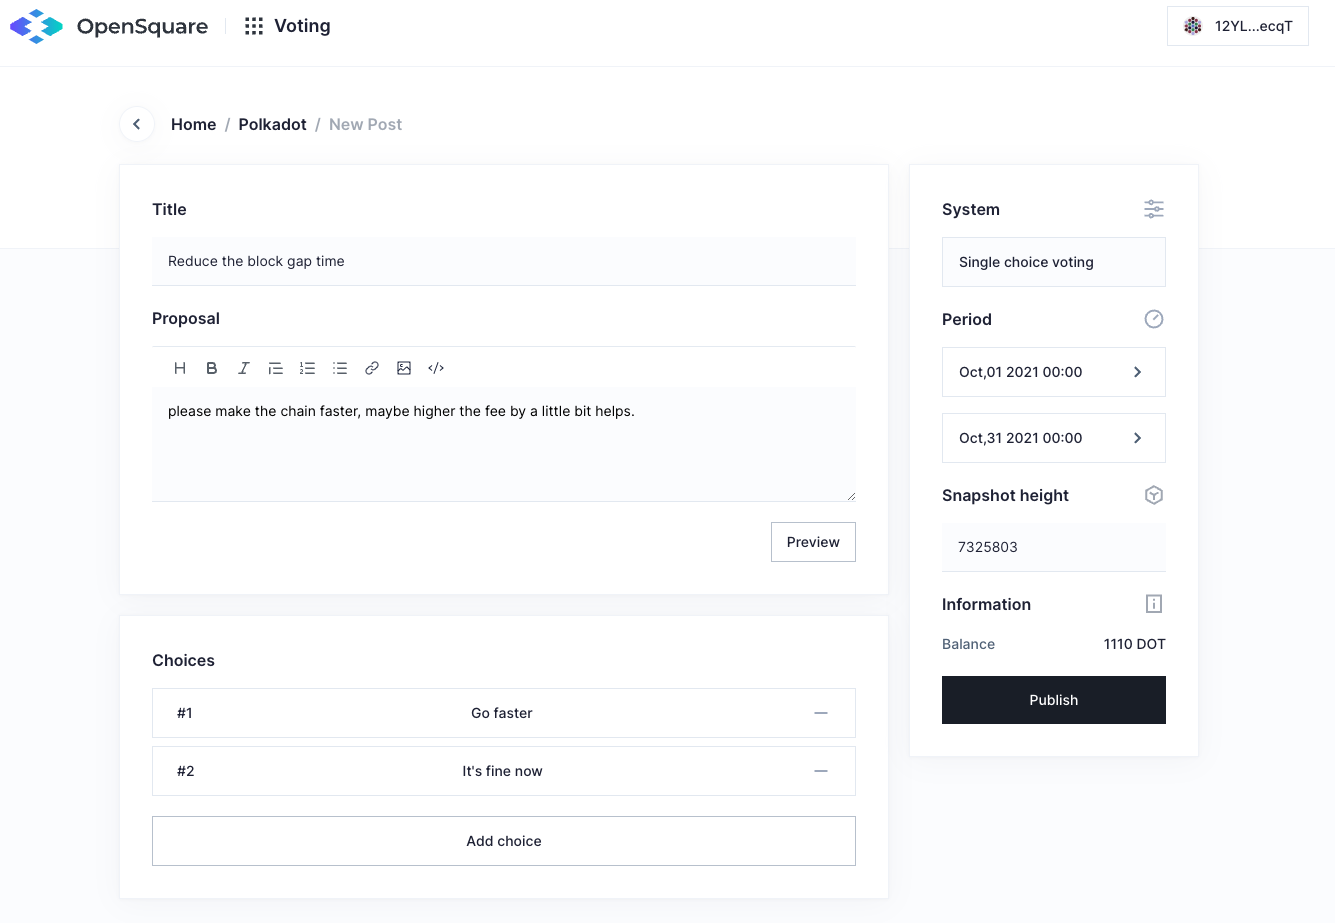 OpenSquare
Voting
12YL...ecqT
Home / Polkadot / New Post
Title
Reduce the block gap time
Proposal
H B I </>
please make the chain faster, maybe higher the fee by a little bit helps.
Preview
Choices
#1 Go faster
#2 It's fine now
Add choice
System
Single choice voting
Period
Oct,01 2021 00:00
Oct,31 2021 00:00
Snapshot height
7325803
Information
Balance 1110 DOT
Publish